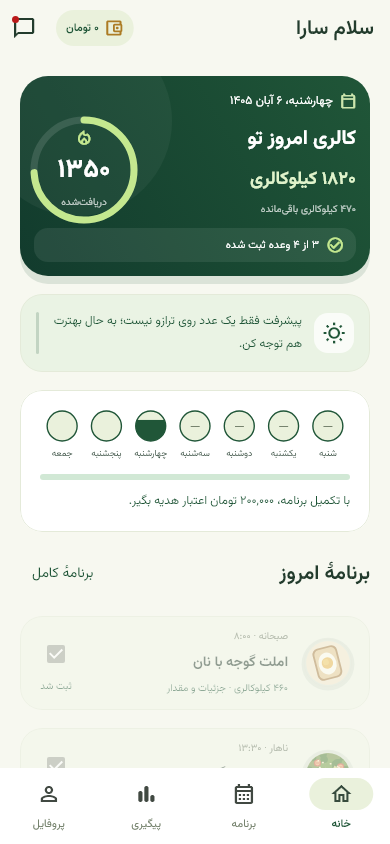 سلام سارا
۰ تومان
چهارشنبه، ۶ آبان ۱۴۰۵
کالری امروز تو
۱۸۲۰ کیلوکالری
۴۷۰ کیلوکالری باقی‌مانده
۱۳۵۰
دریافت‌شده
۳ از ۴ وعده ثبت شده
پیشرفت فقط یک عدد روی ترازو نیست؛ به حال بهترت
هم توجه کن.
شنبه
یکشنبه
دوشنبه
سه‌شنبه
چهارشنبه
پنجشنبه
جمعه
با تکمیل برنامه، ۲۰۰,۰۰۰ تومان اعتبار هدیه بگیر.
برنامهٔ امروز
برنامهٔ کامل
صبحانه · ۸:۰۰
املت گوجه با نان
۴۶۰ کیلوکالری · جزئیات و مقدار
ثبت شد
ناهار · ۱۳:۳۰
خانه
برنامه
پیگیری
پروفایل